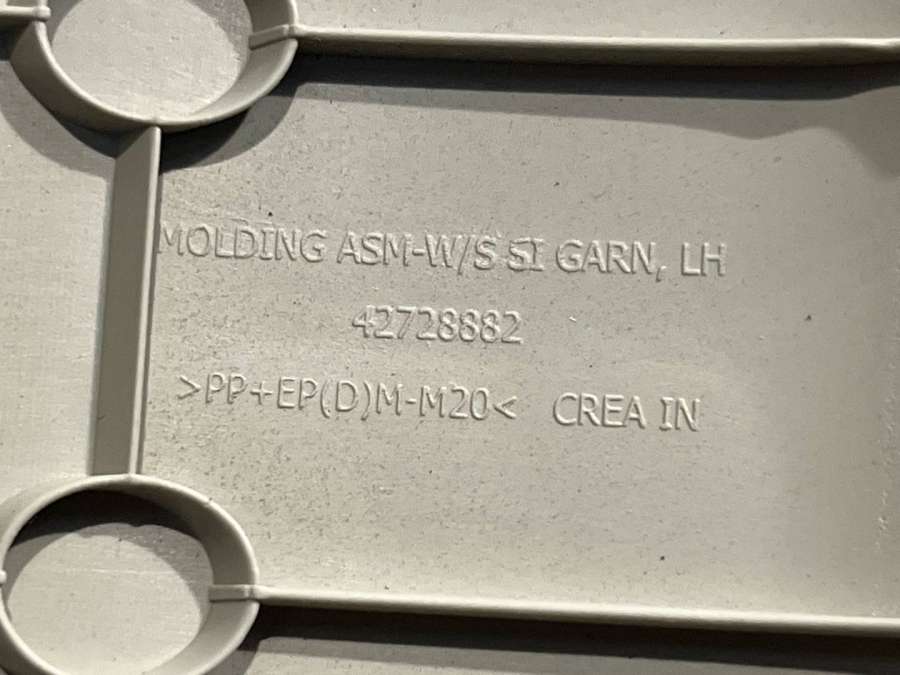 MOLDING ASM-W/S SI GARN, LH
42728882
>PP+EP(D)M-M20< CREA IN